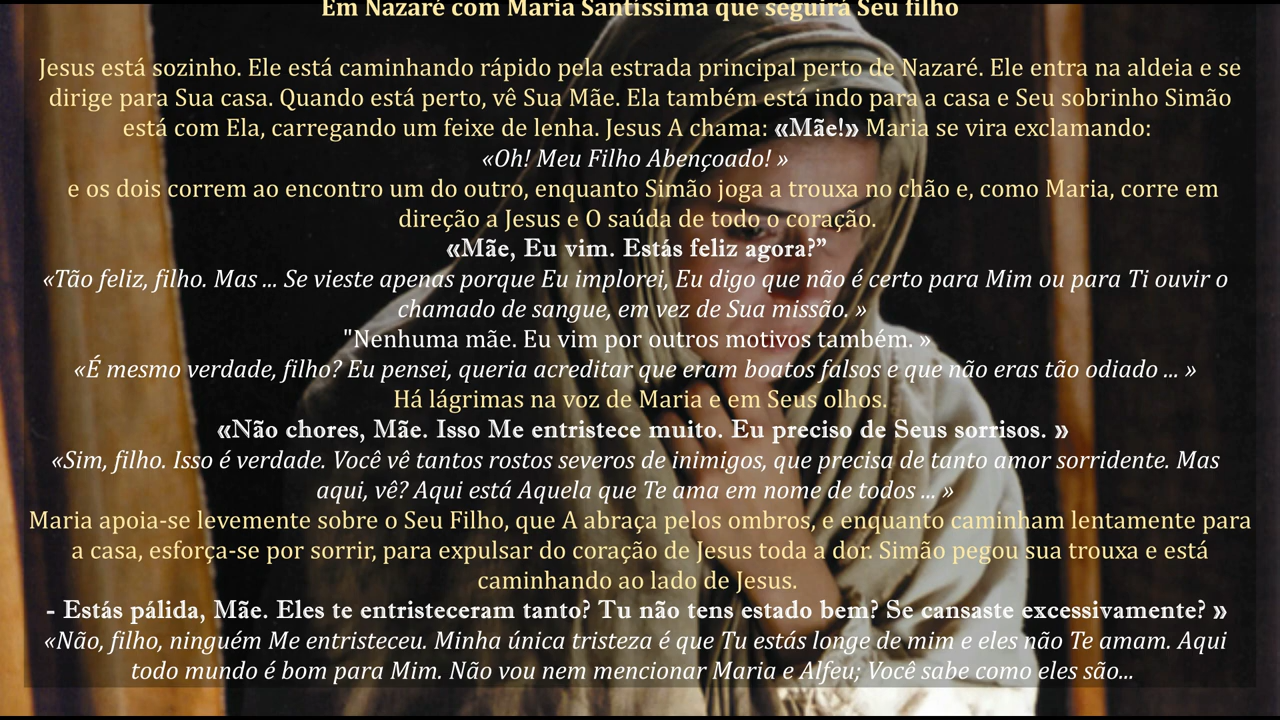 Em Nazaré com Maria Santíssima que seguirá Seu filho
Jesus está sozinho. Ele está caminhando rápido pela estrada principal perto de Nazaré. Ele entra na aldeia e se
dirige para Sua casa. Quando está perto, vê Sua Mãe. Ela também está indo para a casa e Seu sobrinho Simão
está com Ela, carregando um feixe de lenha. Jesus A chama: «Mãe!» Maria se vira exclamando:
«Oh! Meu Filho Abençoado! »
e os dois correm ao encontro um do outro, enquanto Simão joga a trouxa no chão e, como Maria, corre em
direção a Jesus e O saúda de todo o coração.
«Mãe, Eu vim. Estás feliz agora?”
«Tão feliz, filho. Mas ... Se vieste apenas porque Eu implorei, Eu digo que não é certo para Mim ou para Ti ouvir o
chamado de sangue, em vez de Sua missão. »
"Nenhuma mãe. Eu vim por outros motivos também. »
«É mesmo verdade, filho? Eu pensei, queria acreditar que eram boatos falsos e que não eras tão odiado ... »
Há lágrimas na voz de Maria e em Seus olhos.
«Não chores, Mãe. Isso Me entristece muito. Eu preciso de Seus sorrisos. »
«Sim, filho. Isso é verdade. Você vê tantos rostos severos de inimigos, que precisa de tanto amor sorridente. Mas
aqui, vê? Aqui está Aquela que Te ama em nome de todos ... »
Maria apoia-se levemente sobre o Seu Filho, que A abraça pelos ombros, e enquanto caminham lentamente para
a casa, esforça-se por sorrir, para expulsar do coração de Jesus toda a dor. Simão pegou sua trouxa e está
caminhando ao lado de Jesus.
- Estás pálida, Mãe. Eles te entristeceram tanto? Tu não tens estado bem? Se cansaste excessivamente? »
«Não, filho, ninguém Me entristeceu. Minha única tristeza é que Tu estás longe de mim e eles não Te amam. Aqui
todo mundo é bom para Mim. Não vou nem mencionar Maria e Alfeu; Você sabe como eles são...